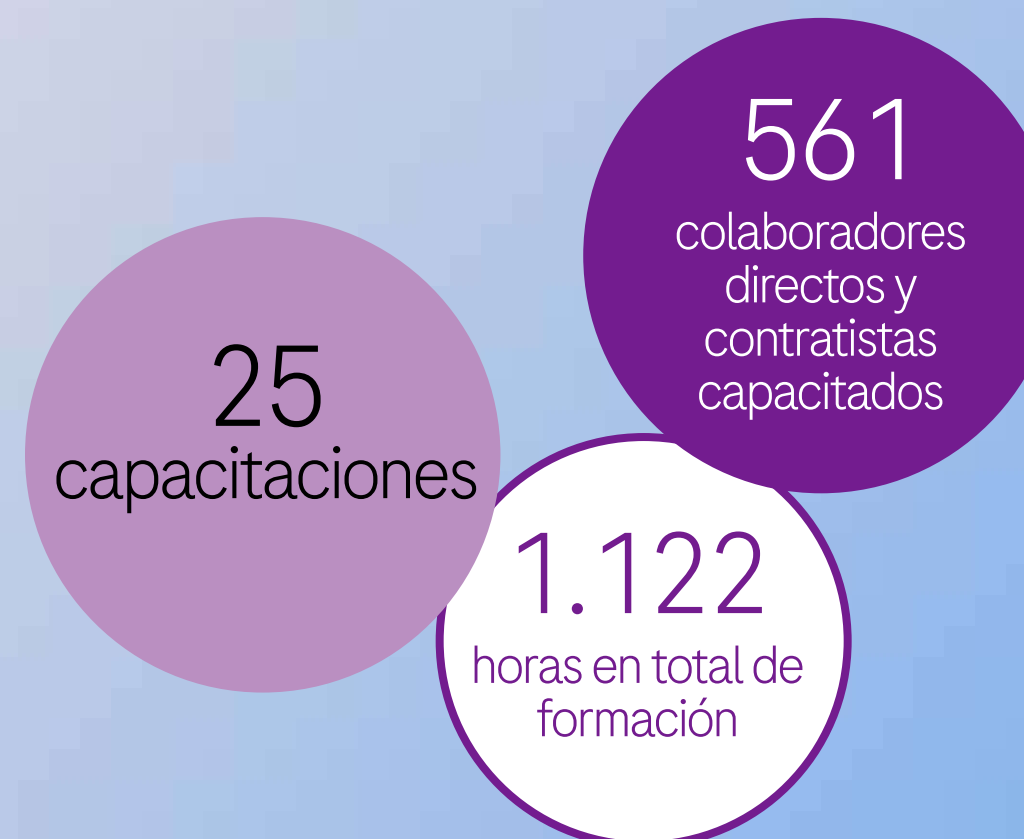 561
colaboradores
directos y
contratistas
capacitados
25
capacitaciones
1.122
horas en total de
formación